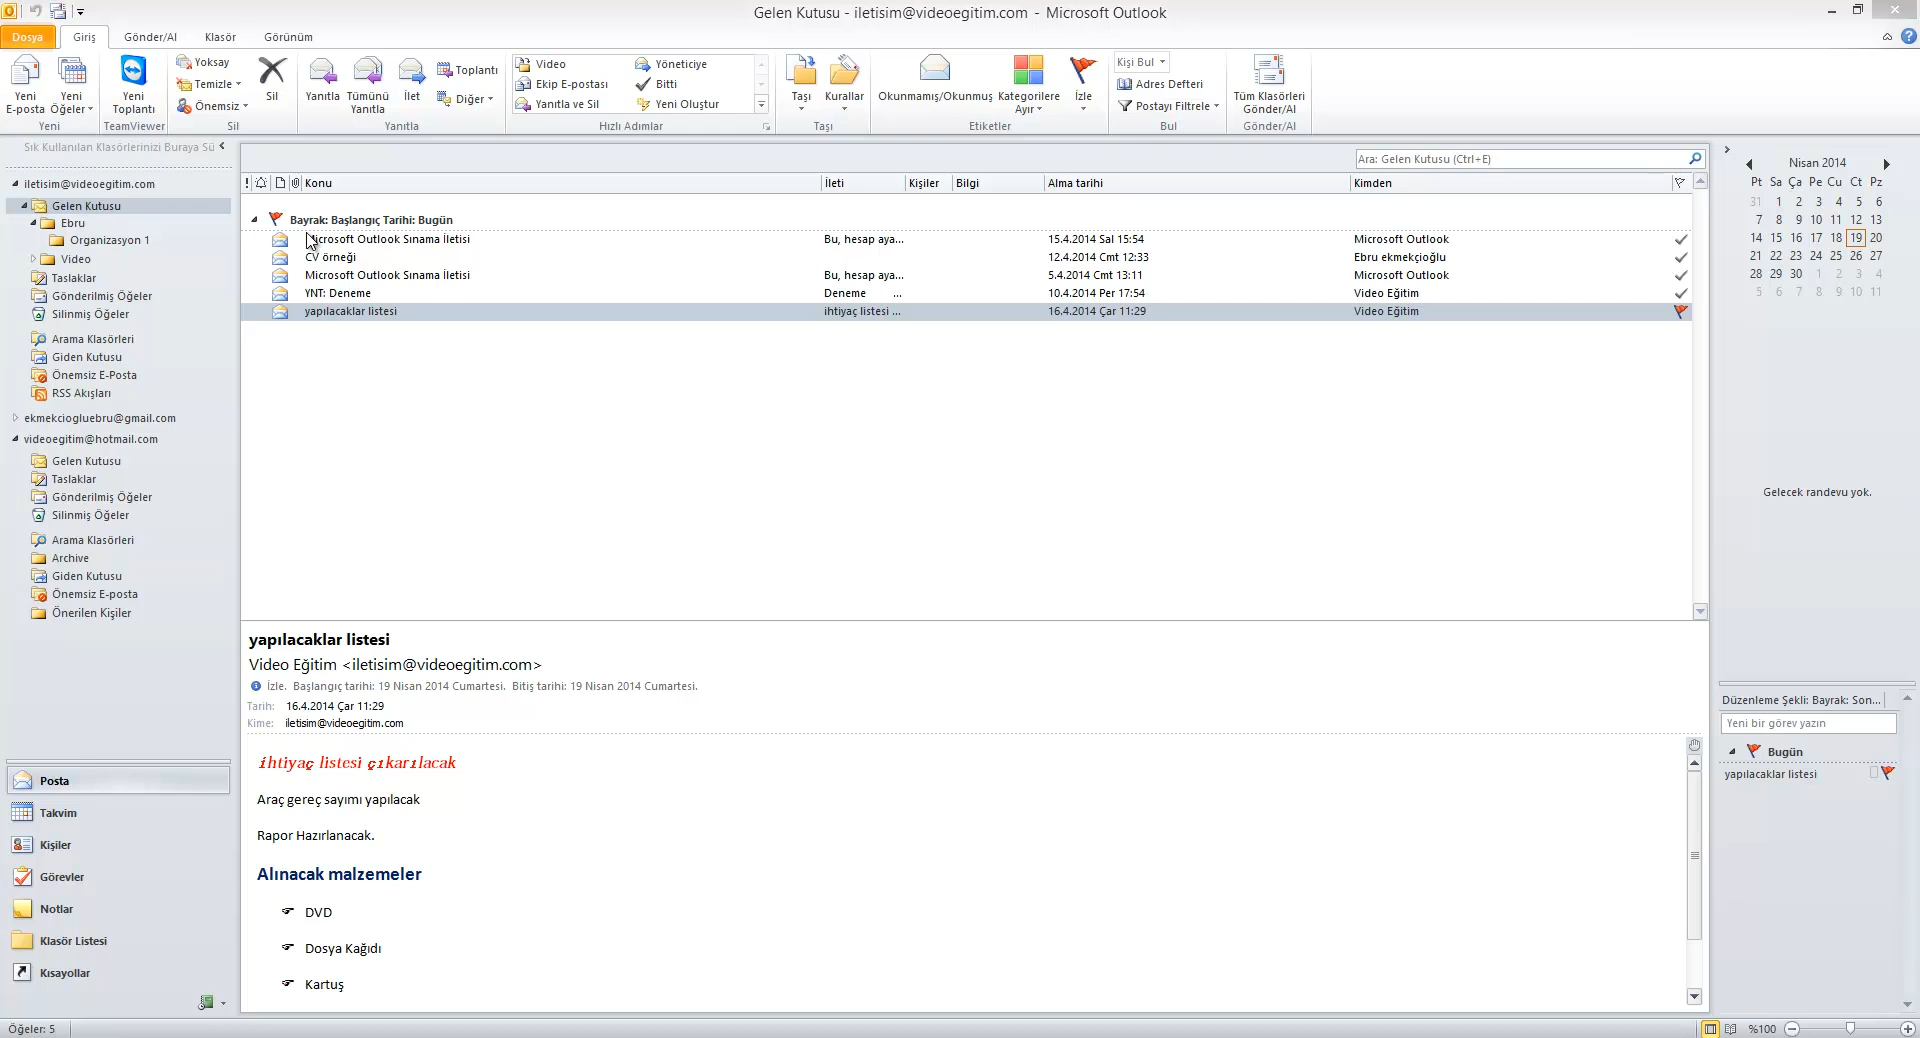 Gelen Kutusu - iletisim@videoegitim.com - Microsoft Outlook
Dosya Giriş Gönder/Al Klasör Görünüm
Yeni E-posta
Yeni Öğeler
Yeni
Yeni Toplantı
TeamViewer
Yoksay
Temizle
Önemsiz
Sil
Sil
Yanıtla
Tümünü Yanıtla
İlet
Toplantı
Diğer
Yanıtla
Video
Ekip E-postası
Yanıtla ve Sil
Yöneticiye
Bitti
Yeni Oluştur
Hızlı Adımlar
Taşı
Kurallar
Taşı
Okunmamış/Okunmuş
Kategorilere Ayır
İzle
Etiketler
Kişi Bul
Adres Defteri
Postayı Filtrele
Bul
Tüm Klasörleri Gönder/Al
Gönder/Al
Sık Kullanılan Klasörlerinizi Buraya Sü
iletisim@videoegitim.com
Gelen Kutusu
Ebru
Organizasyon 1
Video
Taslaklar
Gönderilmiş Öğeler
Silinmiş Öğeler
Arama Klasörleri
Giden Kutusu
Önemsiz E-Posta
RSS Akışları
ekmekciogluebru@gmail.com
videoegitim@hotmail.com
Gelen Kutusu
Taslaklar
Gönderilmiş Öğeler
Silinmiş Öğeler
Arama Klasörleri
Archive
Giden Kutusu
Önemsiz E-posta
Önerilen Kişiler
Posta
Takvim
Kişiler
Görevler
Notlar
Klasör Listesi
Kısayollar
Ara: Gelen Kutusu (Ctrl+E)
Konu İleti Kişiler Bilgi Alma tarihi Kimden
Bayrak: Başlangıç Tarihi: Bugün
Microsoft Outlook Sınama İletisi Bu, hesap aya... 15.4.2014 Sal 15:54 Microsoft Outlook
CV örneği 12.4.2014 Cmt 12:33 Ebru ekmekçioğlu
Microsoft Outlook Sınama İletisi Bu, hesap aya... 5.4.2014 Cmt 13:11 Microsoft Outlook
YNT: Deneme Deneme ... 10.4.2014 Per 17:54 Video Eğitim
yapılacaklar listesi ihtiyaç listesi ... 16.4.2014 Çar 11:29 Video Eğitim
yapılacaklar listesi
Video Eğitim <iletisim@videoegitim.com>
İzle. Başlangıç tarihi: 19 Nisan 2014 Cumartesi. Bitiş tarihi: 19 Nisan 2014 Cumartesi.
Tarih: 16.4.2014 Çar 11:29
Kime: iletisim@videoegitim.com
ihtiyaç listesi çıkarılacak
Araç gereç sayımı yapılacak
Rapor Hazırlanacak.
Alınacak malzemeler
DVD
Dosya Kağıdı
Kartuş
Nisan 2014
Pt Sa Ça Pe Cu Ct Pz
31 1 2 3 4 5 6
7 8 9 10 11 12 13
14 15 16 17 18 19 20
21 22 23 24 25 26 27
28 29 30 1 2 3 4
5 6 7 8 9 10 11
Gelecek randevu yok.
Düzenleme Şekli: Bayrak: Son...
Yeni bir görev yazın
Bugün
yapılacaklar listesi
Öğeler: 5
%100